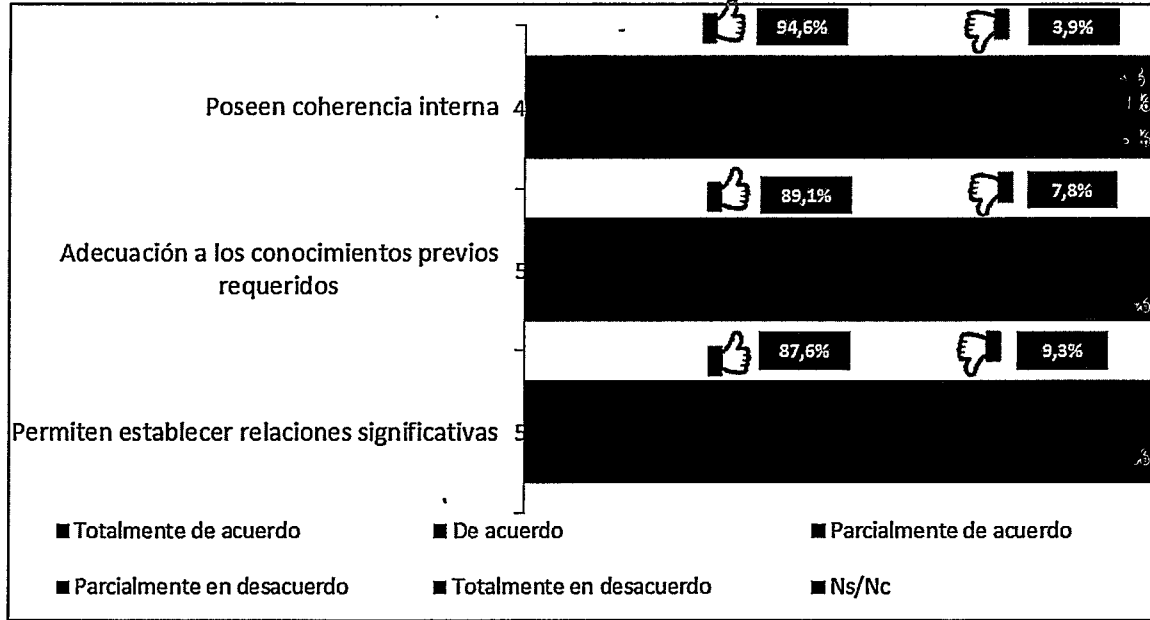 94,6% 3,9%
Poseen coherencia interna 4
89,1% 7,8%
Adecuación a los conocimientos previos
requeridos
5
87,6% 9,3%
Permiten establecer relaciones significativas 5
Totalmente de acuerdo De acuerdo Parcialmente de acuerdo
Parcialmente en desacuerdo Totalmente en desacuerdo Ns/Nc